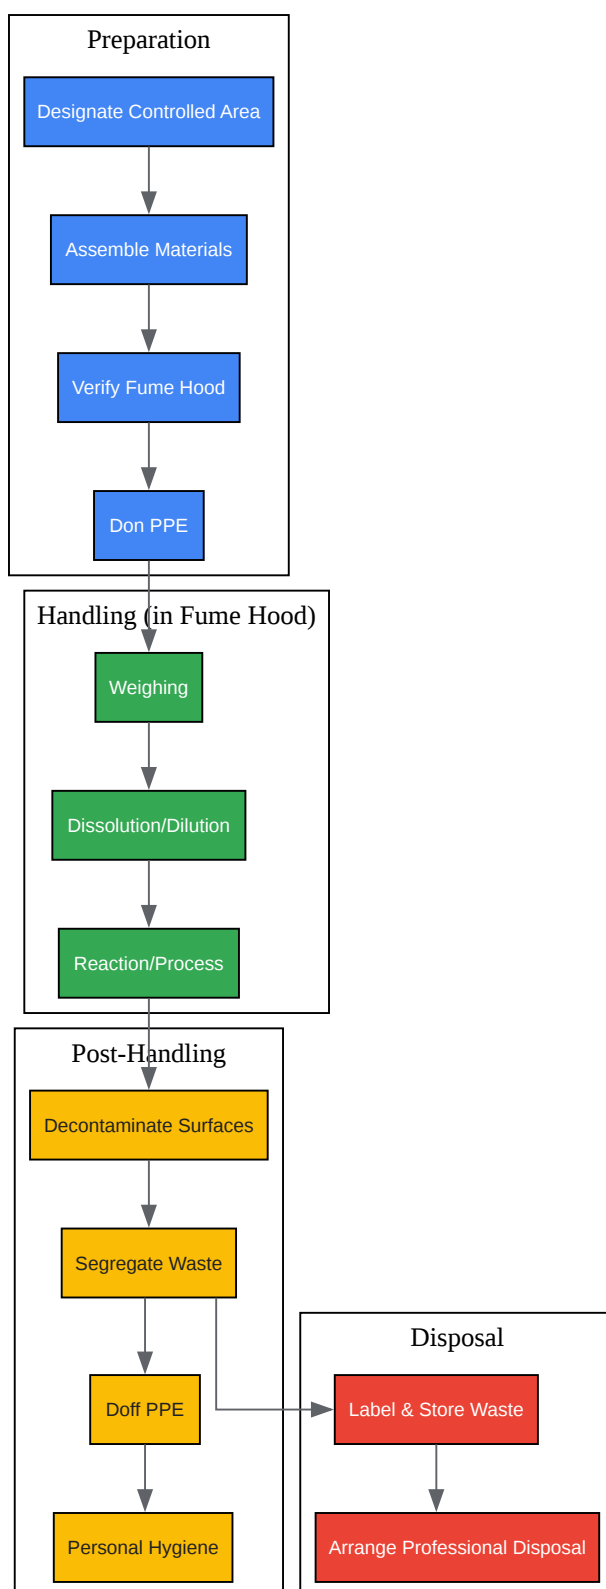 Preparation
Designate Controlled Area
Assemble Materials
Verify Fume Hood
Don PPE
Handling (in Fume Hood)
Weighing
Dissolution/Dilution
Reaction/Process
Post-Handling
Decontaminate Surfaces
Segregate Waste
Doff PPE
Personal Hygiene
Disposal
Label & Store Waste
Arrange Professional Disposal